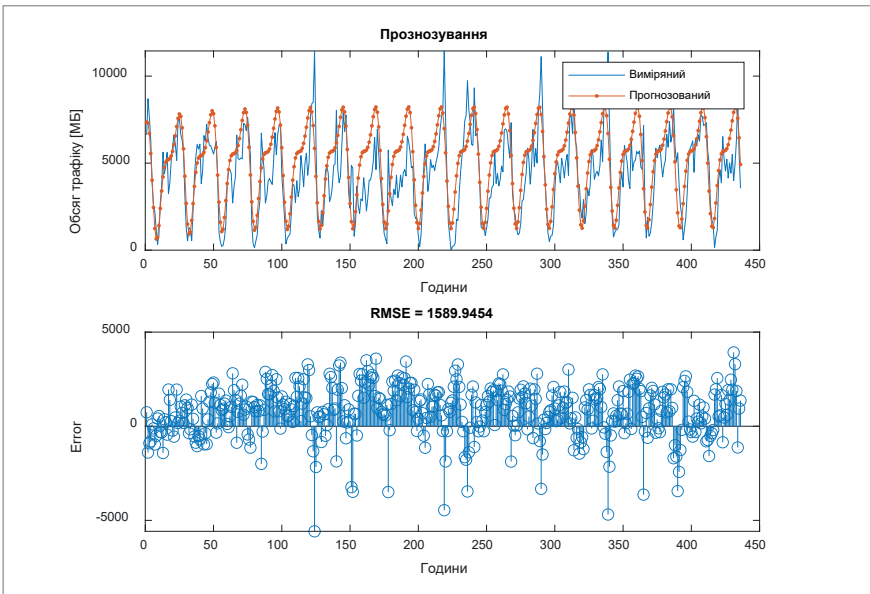 Прознозування
Обсяг трафіку [МБ]
10000
5000
0
Виміряний
Прогнозований
0 50 100 150 200 250 300 350 400 450
Години
RMSE = 1589.9454
Error
5000
0
-5000
0 50 100 150 200 250 300 350 400 450
Години